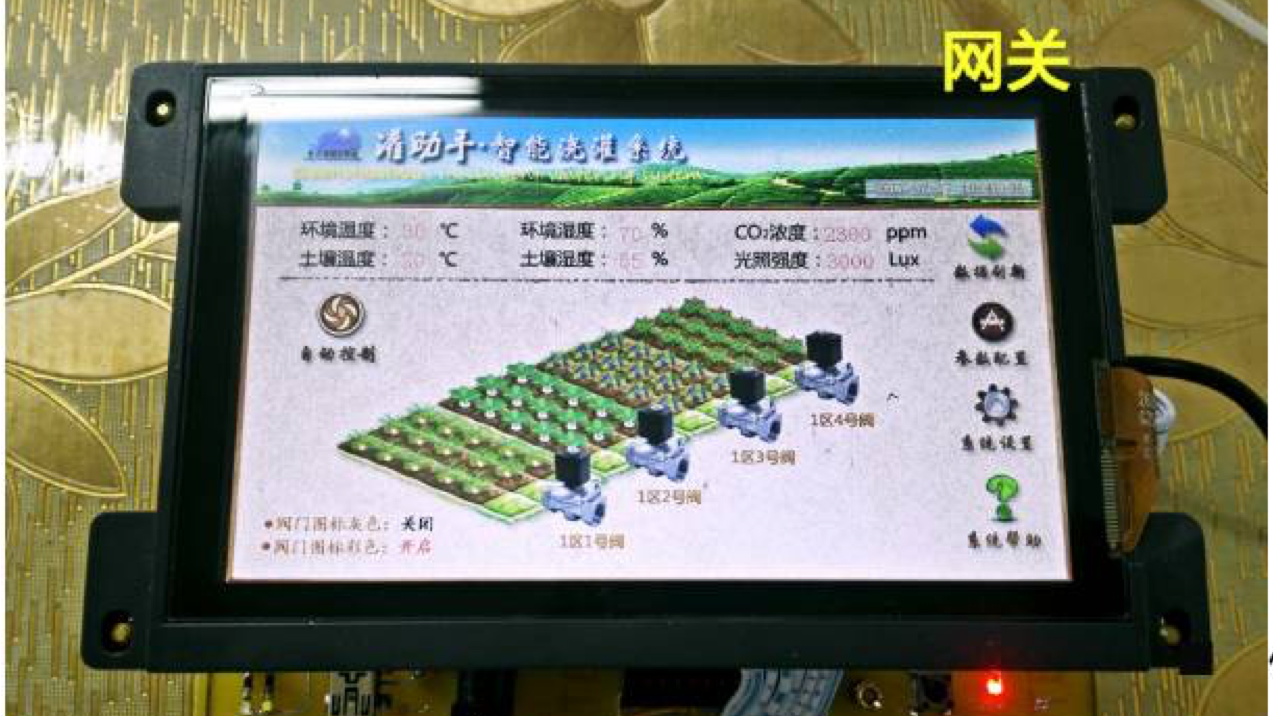 网关
清助手·智能浇灌系统
环境温度: 30 ℃ 环境湿度: 70 % CO₂浓度:2300 ppm
土壤温度: 20 ℃ 土壤湿度: 65 % 光照强度:3000 Lux
数据刷新
自动控制
参数配置
1区4号阀
系统设置
1区3号阀
1区2号阀
●阀门图标灰色: 关闭
1区1号阀
系统帮助
●阀门图标彩色: 开启